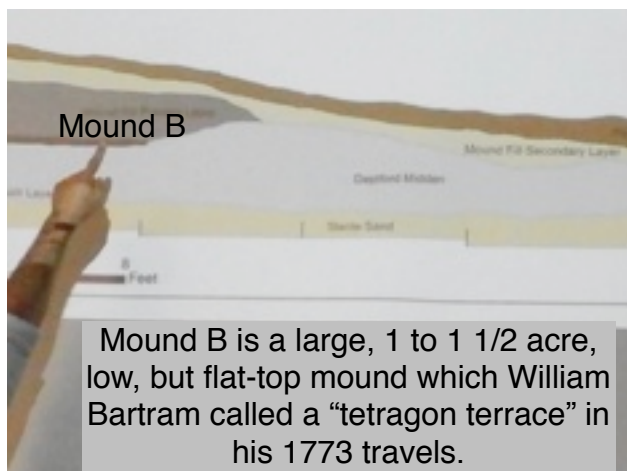 Mound B
Mound Fill Secondary Layer
Deptford Midden
Sterile Sand
8
Feet
Mound B is a large, 1 to 1 1/2 acre,
low, but flat-top mound which William
Bartram called a “tetragon terrace” in
his 1773 travels.